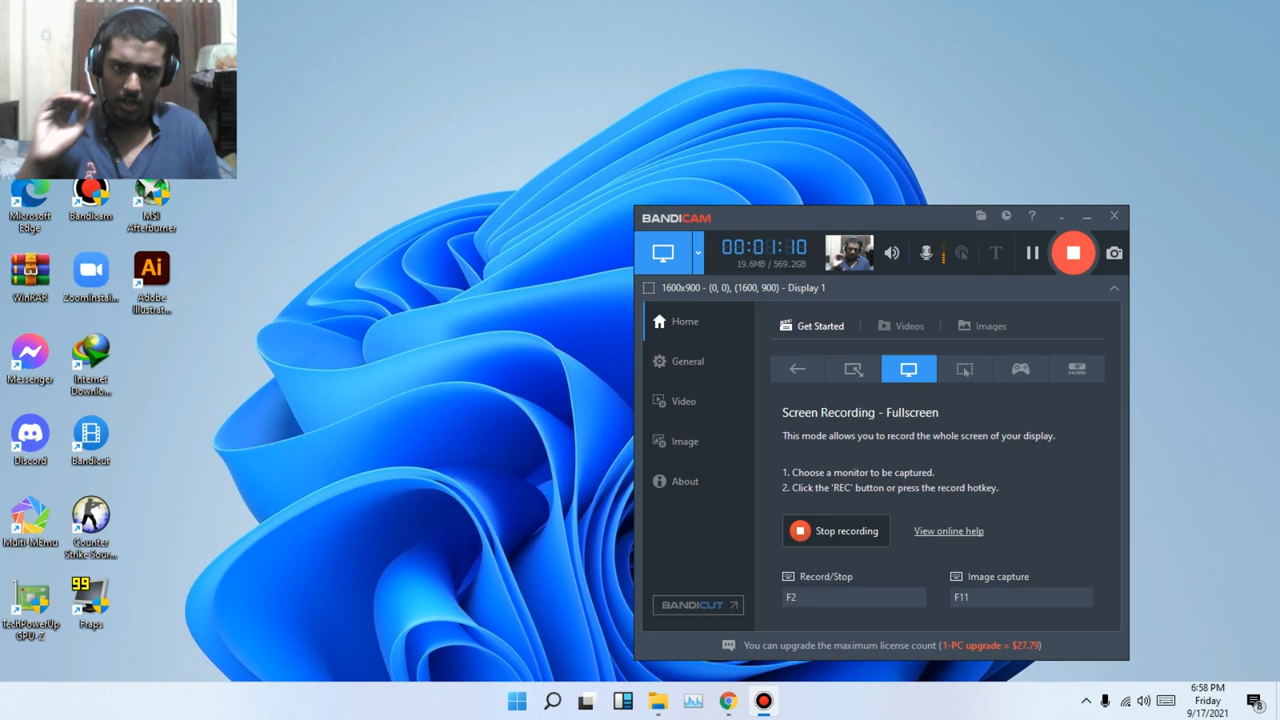 Microsoft Edge
Bandicam
MSI Afterburner
WinRAR
ZoomInstal...
Ai
Adobe Illustrat...
Messenger
Internet Downlo...
Discord
Bandicut
Multi-MEmu
Counter Strike Sour...
TechPowerUp GPU-Z
99
Fraps
BANDICAM
00:01:10
19.6MB / 569.2GB
1600x900 - (0, 0), (1600, 900) - Display 1
Home
General
Video
Image
About
BANDICUT
Get Started
Videos
Images
HDMI
Screen Recording - Fullscreen
This mode allows you to record the whole screen of your display.
1. Choose a monitor to be captured.
2. Click the 'REC' button or press the record hotkey.
Stop recording
View online help
Record/Stop
Image capture
F2
F11
You can upgrade the maximum license count (1-PC upgrade = $27.79)
6:58 PM
Friday
9/17/2021
8